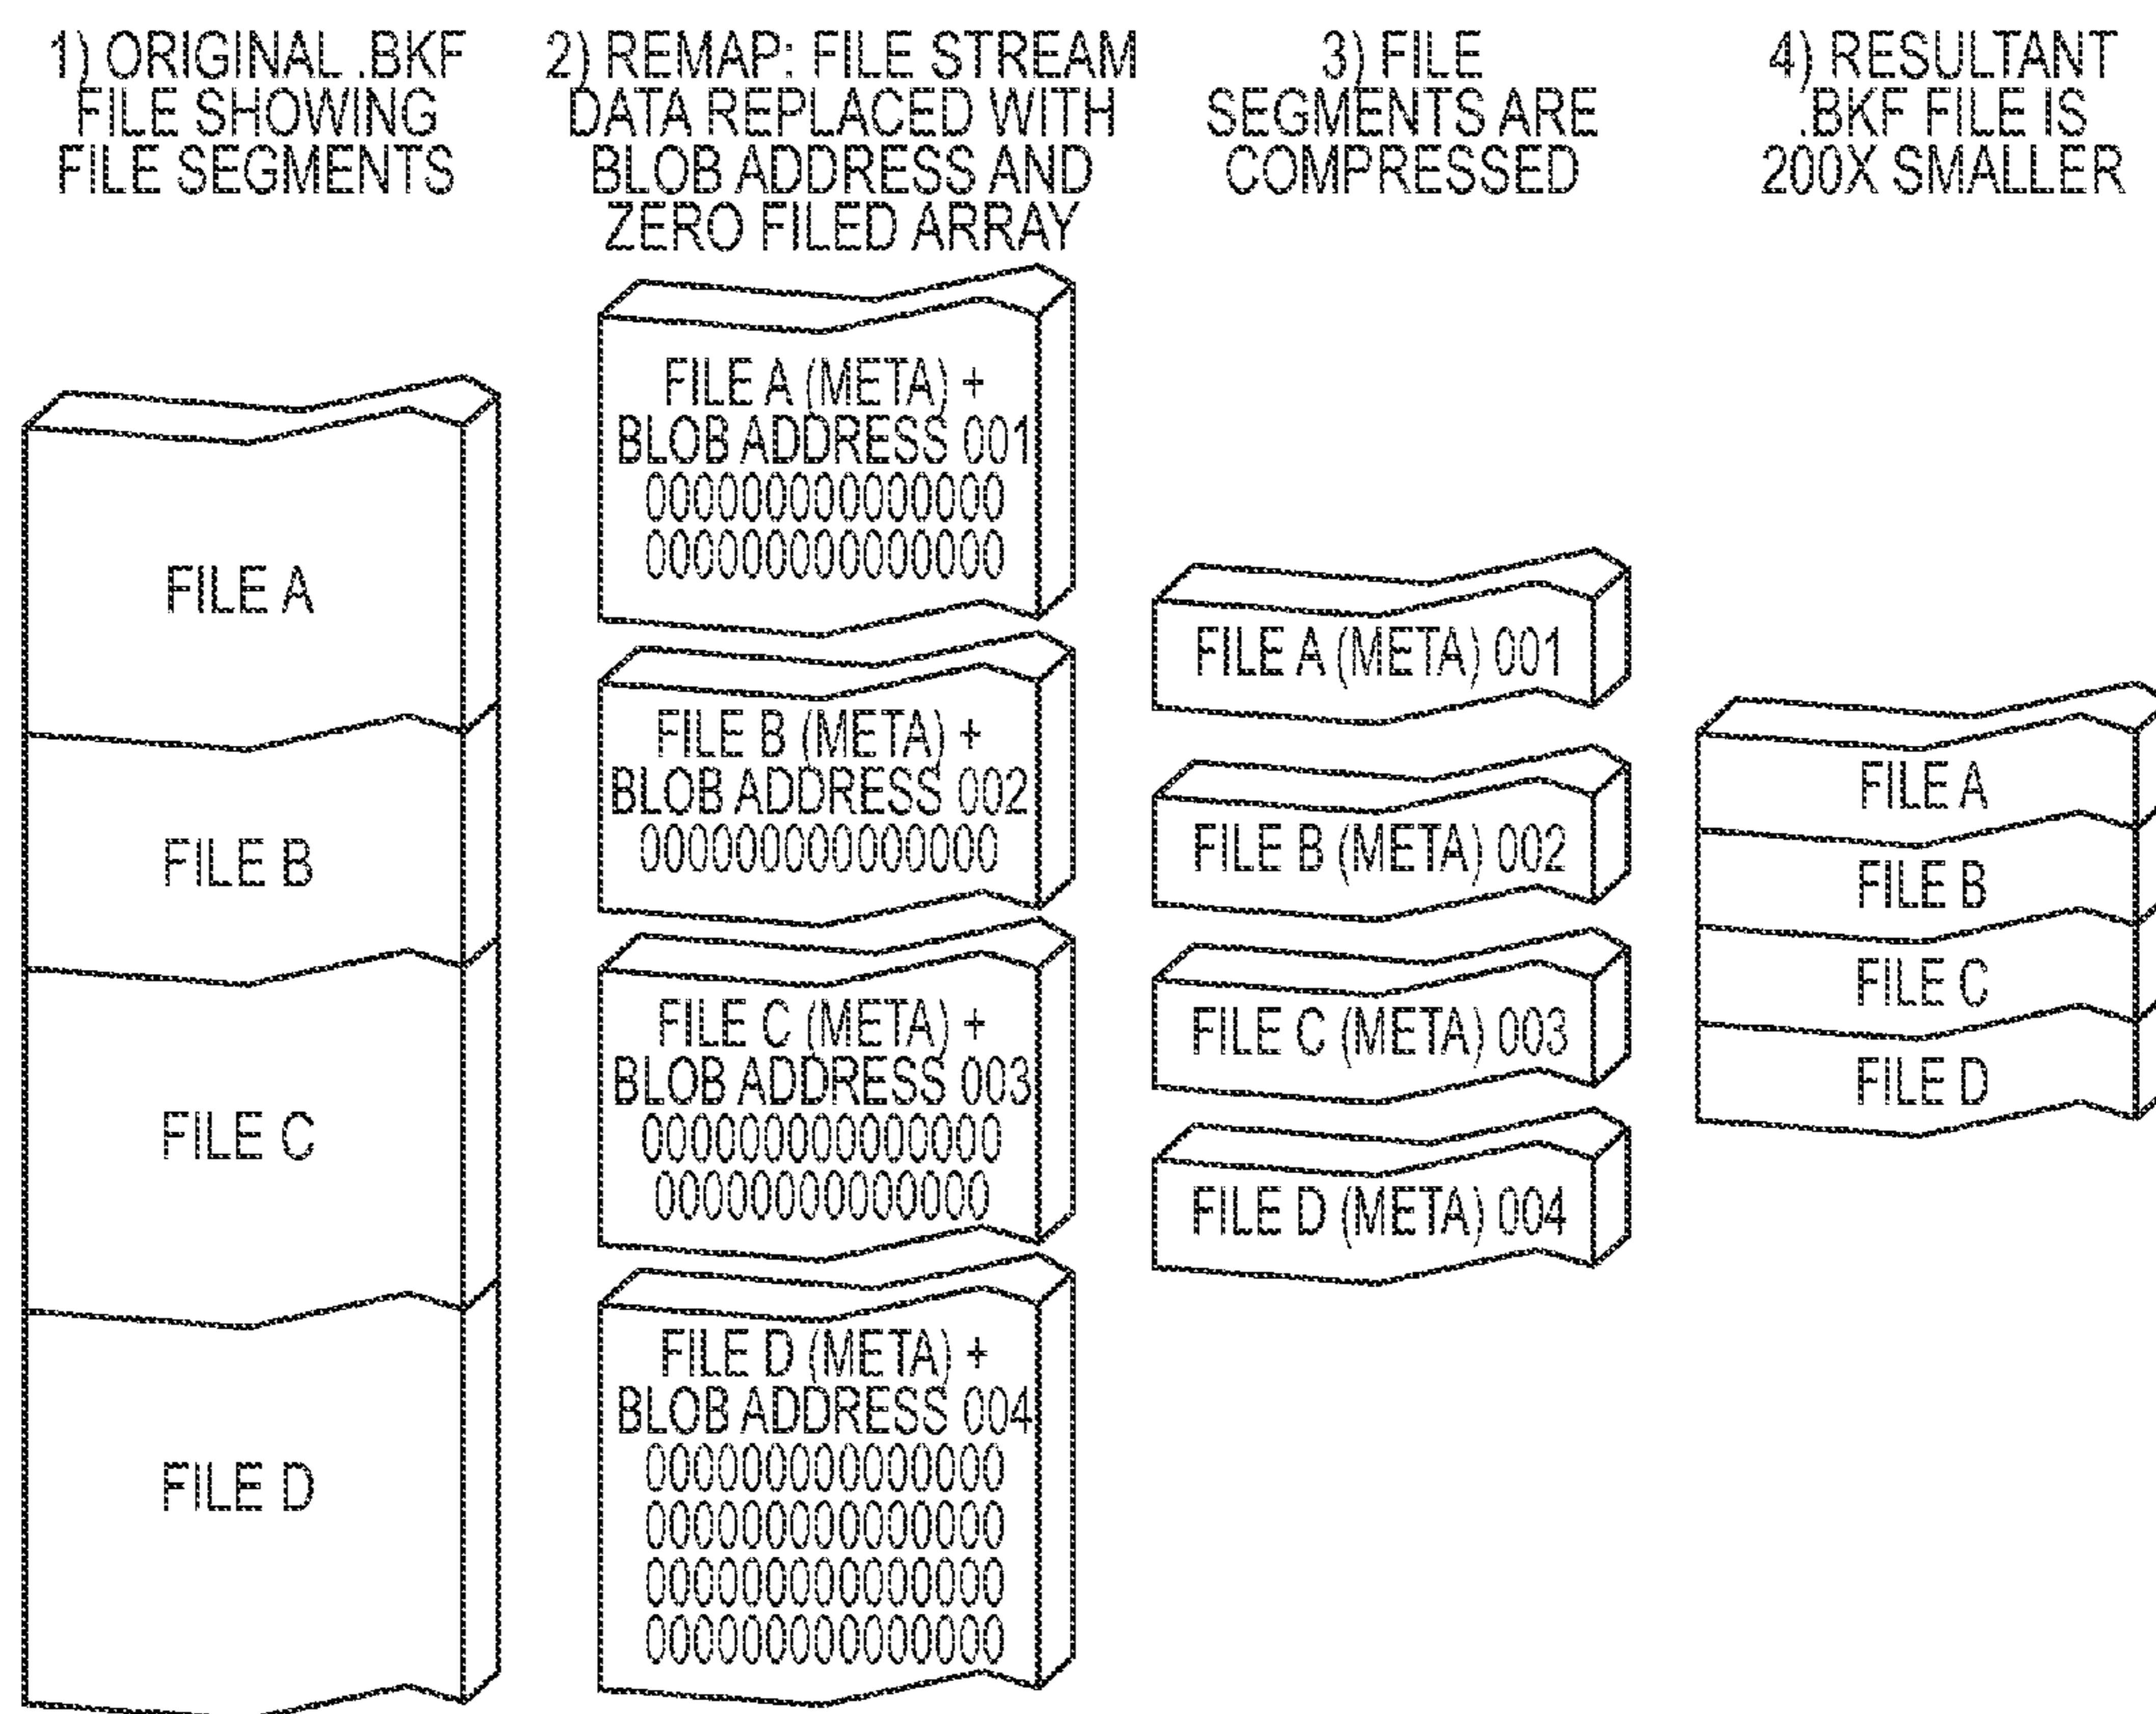 1) ORIGINAL .BKF
FILE SHOWING
FILE SEGMENTS
2) REMAP: FILE STREAM
DATA REPLACED WITH
BLOB ADDRESS AND
ZERO FILED ARRAY
3) FILE
SEGMENTS ARE
COMPRESSED
4) RESULTANT
.BKF FILE IS
200X SMALLER
FILE A
FILE B
FILE C
FILE D
FILE A (META) +
BLOB ADDRESS 001
000000000000000
000000000000000
FILE B (META) +
BLOB ADDRESS 002
000000000000000
FILE C (META) +
BLOB ADDRESS 003
000000000000000
00000000000000
FILE D (META) +
BLOB ADDRESS 004
000000000000000
000000000000000
000000000000000
000000000000000
FILE A (META) 001
FILE B (META) 002
FILE C (META) 003
FILE D (META) 004
FILE A
FILE B
FILE C
FILE D